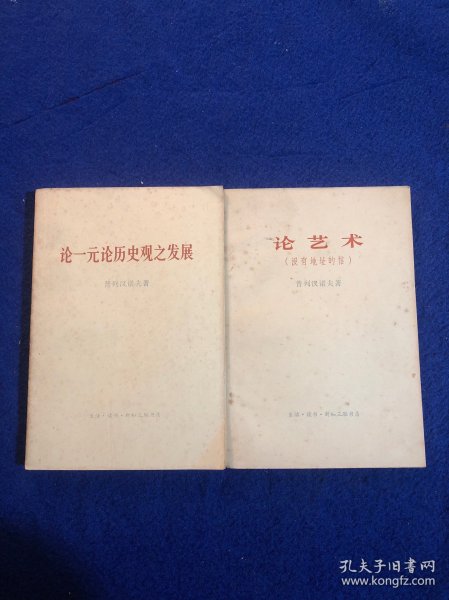 论一元论历史观之发展
普列汉诺夫著
生活·读书·新知三联书店
论艺术
(没有地址的信)
普列汉诺夫著
生活·读书·新知三联书店
孔夫子旧书网
www.kongfz.com